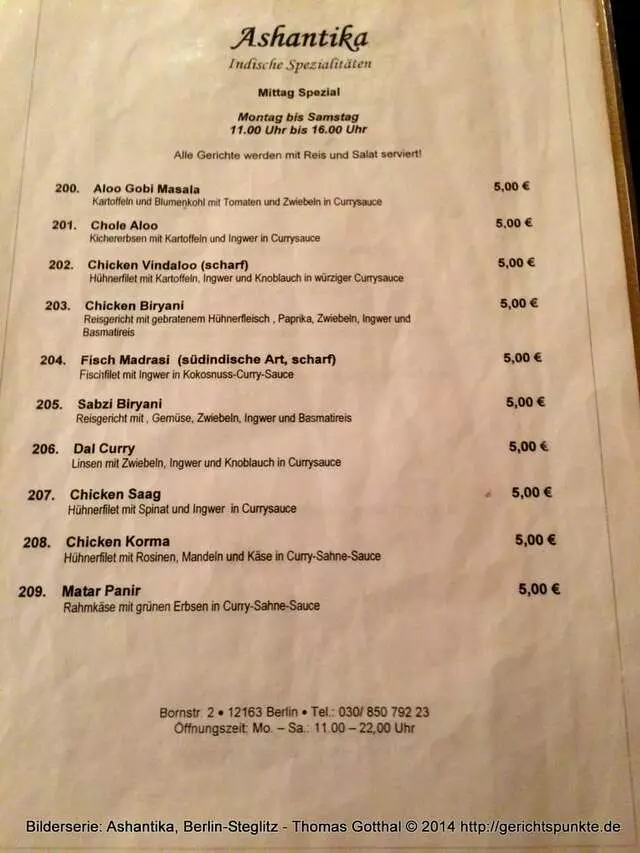 Ashantika
Indische Spezialitäten
Mittag Spezial
Montag bis Samstag
11.00 Uhr bis 16.00 Uhr
Alle Gerichte werden mit Reis und Salat serviert!
200. Aloo Gobi Masala 5,00 €
Kartoffeln und Blumenkohl mit Tomaten und Zwiebeln in Currysauce
201. Chole Aloo 5,00 €
Kichererbsen mit Kartoffeln und Ingwer in Currysauce
202. Chicken Vindaloo (scharf) 5,00 €
Hühnerfilet mit Kartoffeln, Ingwer und Knoblauch in würziger Currysauce
203. Chicken Biryani 5,00 €
Reisgericht mit gebratenem Hühnerfleisch , Paprika, Zwiebeln, Ingwer und
Basmatireis
204. Fisch Madrasi (südindische Art, scharf) 5,00 €
Fischfilet mit Ingwer in Kokosnuss-Curry-Sauce
205. Sabzi Biryani 5,00 €
Reisgericht mit , Gemüse, Zwiebeln, Ingwer und Basmatireis
206. Dal Curry 5,00 €
Linsen mit Zwiebeln, Ingwer und Knoblauch in Currysauce
207. Chicken Saag 5,00 €
Hühnerfilet mit Spinat und Ingwer in Currysauce
208. Chicken Korma 5,00 €
Hühnerfilet mit Rosinen, Mandeln und Käse in Curry-Sahne-Sauce
209. Matar Panir 5,00 €
Rahmkäse mit grünen Erbsen in Curry-Sahne-Sauce
Bornstr. 2 • 12163 Berlin • Tel.: 030/ 850 792 23
Öffnungszeit: Mo. – Sa.: 11.00 – 22,00 Uhr
Bilderserie: Ashantika, Berlin-Steglitz - Thomas Gotthal © 2014 http://gerichtspunkte.de